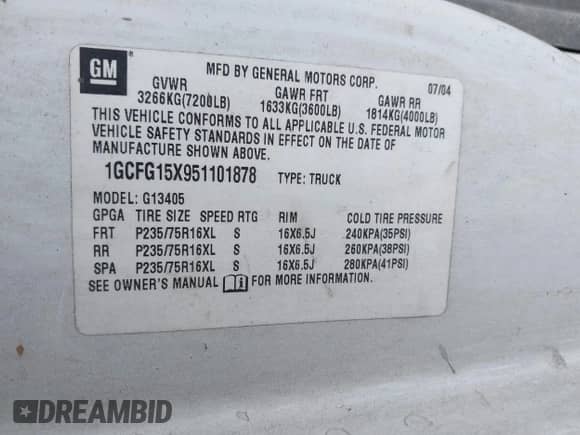 GM
MFD BY GENERAL MOTORS CORP.
07/04
GVWR GAWR FRT GAWR RR
3266KG(7200LB) 1633KG(3600LB) 1814KG(4000LB)
THIS VEHICLE CONFORMS TO ALL APPLICABLE U.S. FEDERAL MOTOR
VEHICLE SAFETY STANDARDS IN EFFECT ON THE DATE OF
MANUFACTURE SHOWN ABOVE.
1GCFG15X951101878 TYPE: TRUCK
MODEL: G13405
GPGA TIRE SIZE SPEED RTG RIM COLD TIRE PRESSURE
FRT P235/75R16XL S 16X6.5J 240KPA(35PSI)
RR P235/75R16XL S 16X6.5J 260KPA(38PSI)
SPA P235/75R16XL S 16X6.5J 280KPA(41PSI)
SEE OWNER'S MANUAL FOR MORE INFORMATION.
DREAMBID